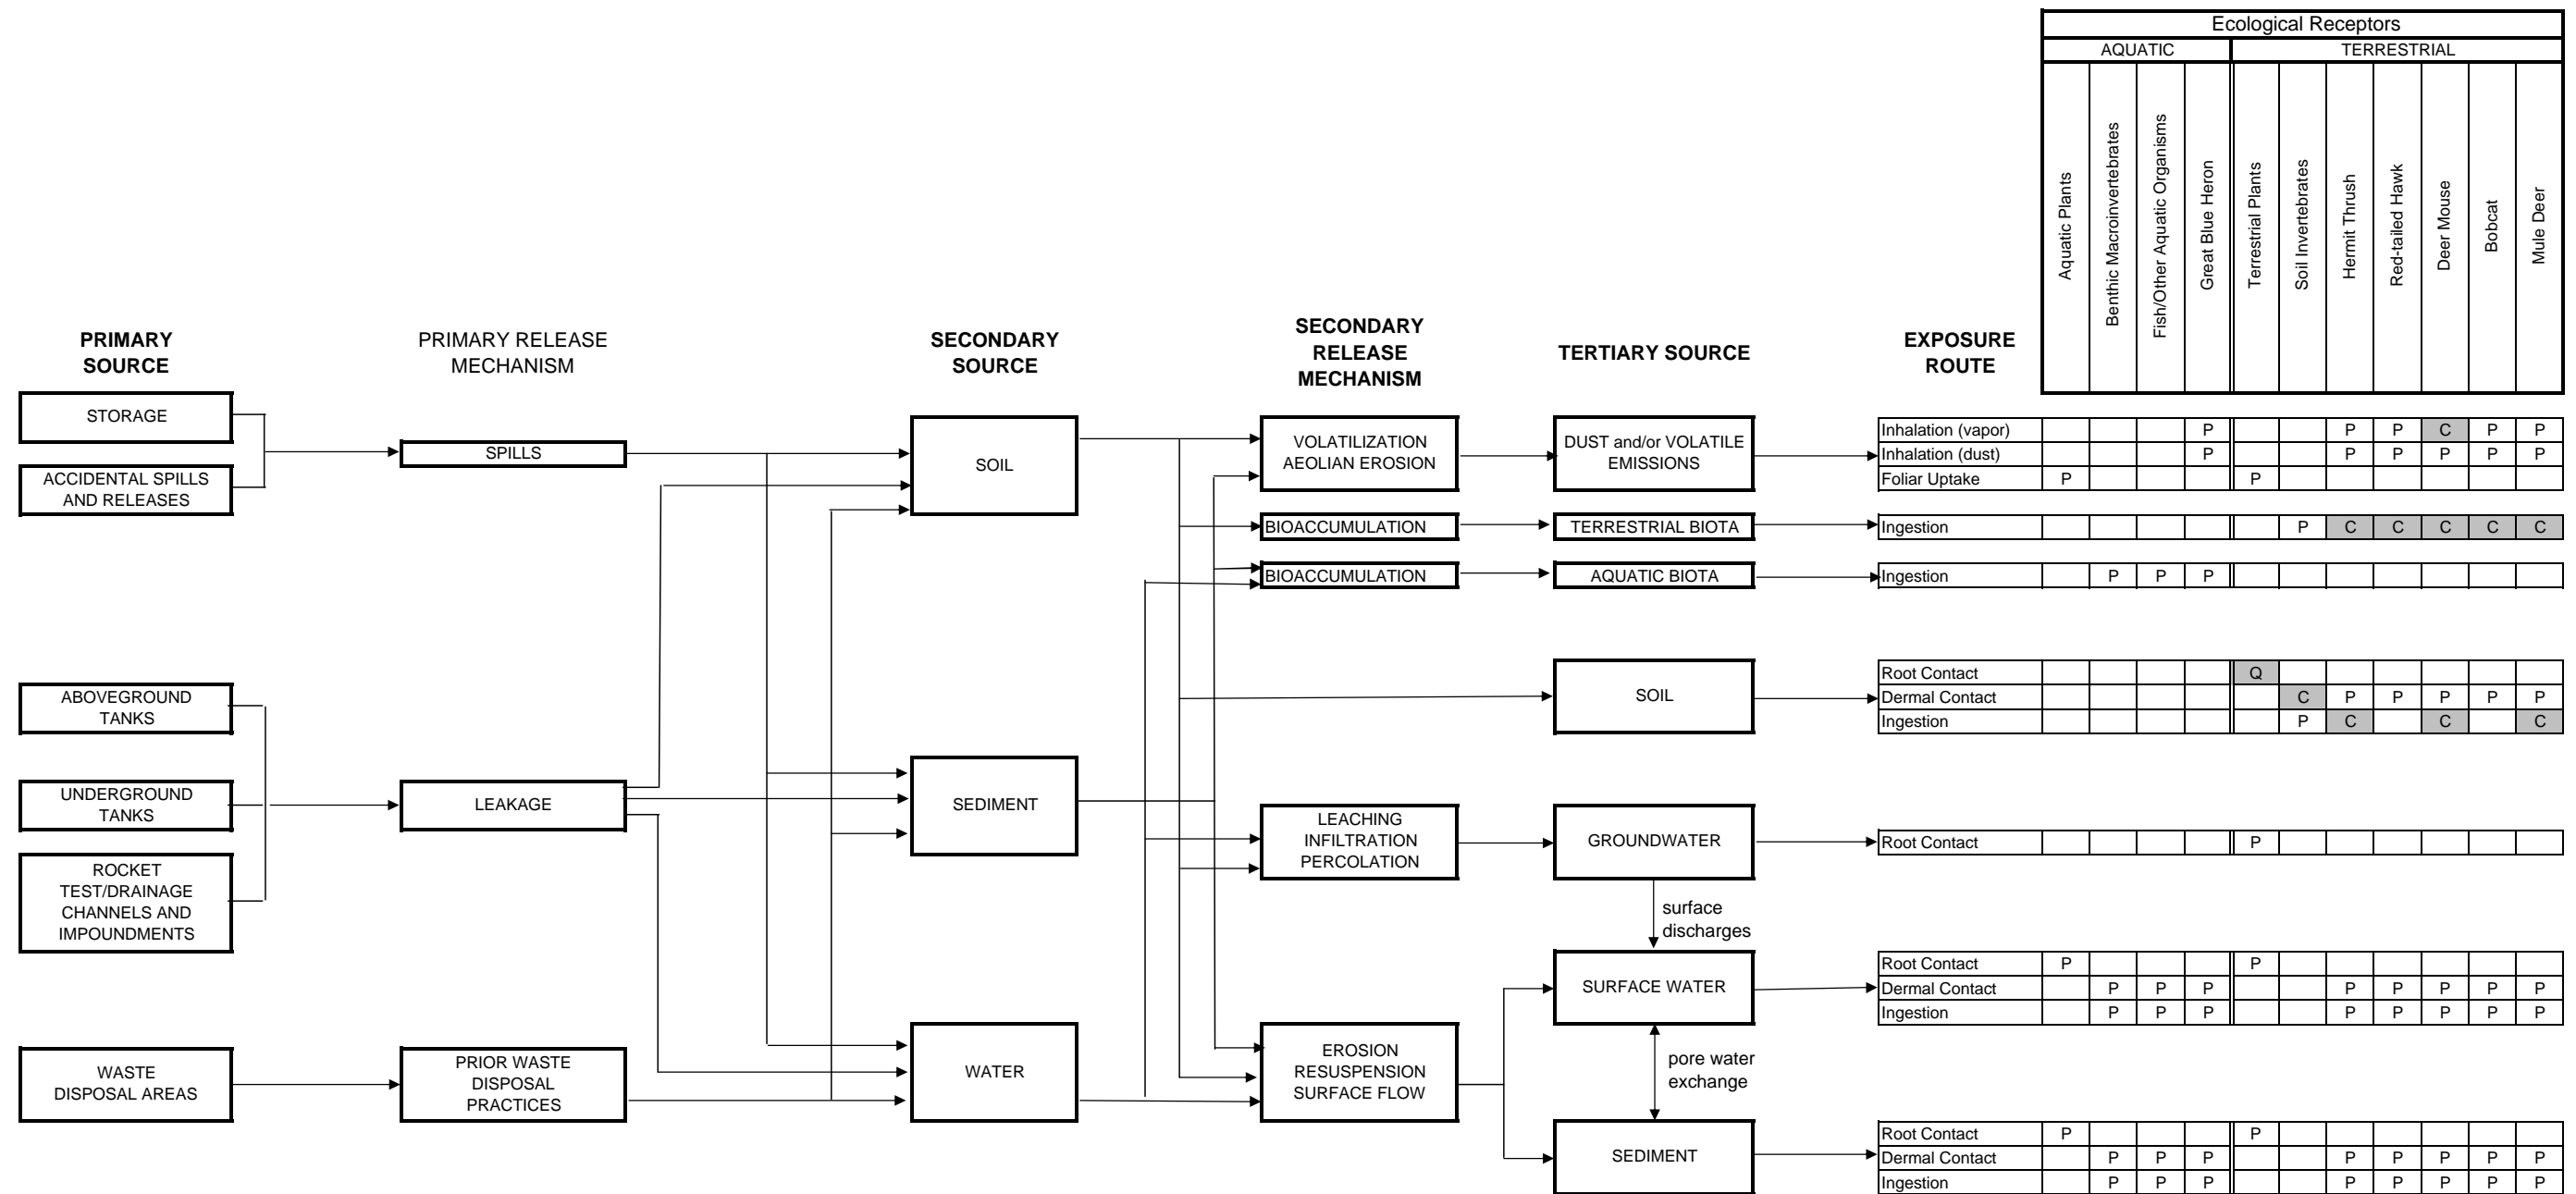 Ecological Receptors
AQUATIC
TERRESTRIAL
Aquatic Plants
Benthic Macroinvertebrates
Fish/Other Aquatic Organisms
Great Blue Heron
Terrestrial Plants
Soil Invertebrates
Hermit Thrush
Red-tailed Hawk
Deer Mouse
Bobcat
Mule Deer
PRIMARY
SOURCE
PRIMARY RELEASE
MECHANISM
SECONDARY
SOURCE
SECONDARY
RELEASE
MECHANISM
TERTIARY SOURCE
EXPOSURE
ROUTE
STORAGE
ACCIDENTAL SPILLS
AND RELEASES
SPILLS
SOIL
VOLATILIZATION
AEOLIAN EROSION
DUST and/or VOLATILE
EMISSIONS
Inhalation (vapor) P P P C P P
Inhalation (dust) P P P P P P
Foliar Uptake P P
BIOACCUMULATION
TERRESTRIAL BIOTA
Ingestion P C C C C C
BIOACCUMULATION
AQUATIC BIOTA
Ingestion P P P
ABOVEGROUND
TANKS
SOIL
Root Contact Q
Dermal Contact C P P P P P
Ingestion P C C C
UNDERGROUND
TANKS
LEAKAGE
SEDIMENT
LEACHING
INFILTRATION
PERCOLATION
GROUNDWATER
Root Contact P
ROCKET
TEST/DRAINAGE
CHANNELS AND
IMPOUNDMENTS
surface
discharges
SURFACE WATER
Root Contact P P
Dermal Contact P P P P P P P P
Ingestion P P P P P P P P
WASTE
DISPOSAL AREAS
PRIOR WASTE
DISPOSAL
PRACTICES
WATER
EROSION
RESUSPENSION
SURFACE FLOW
pore water
exchange
SEDIMENT
Root Contact P P
Dermal Contact P P P P P P P P
Ingestion P P P P P P P P